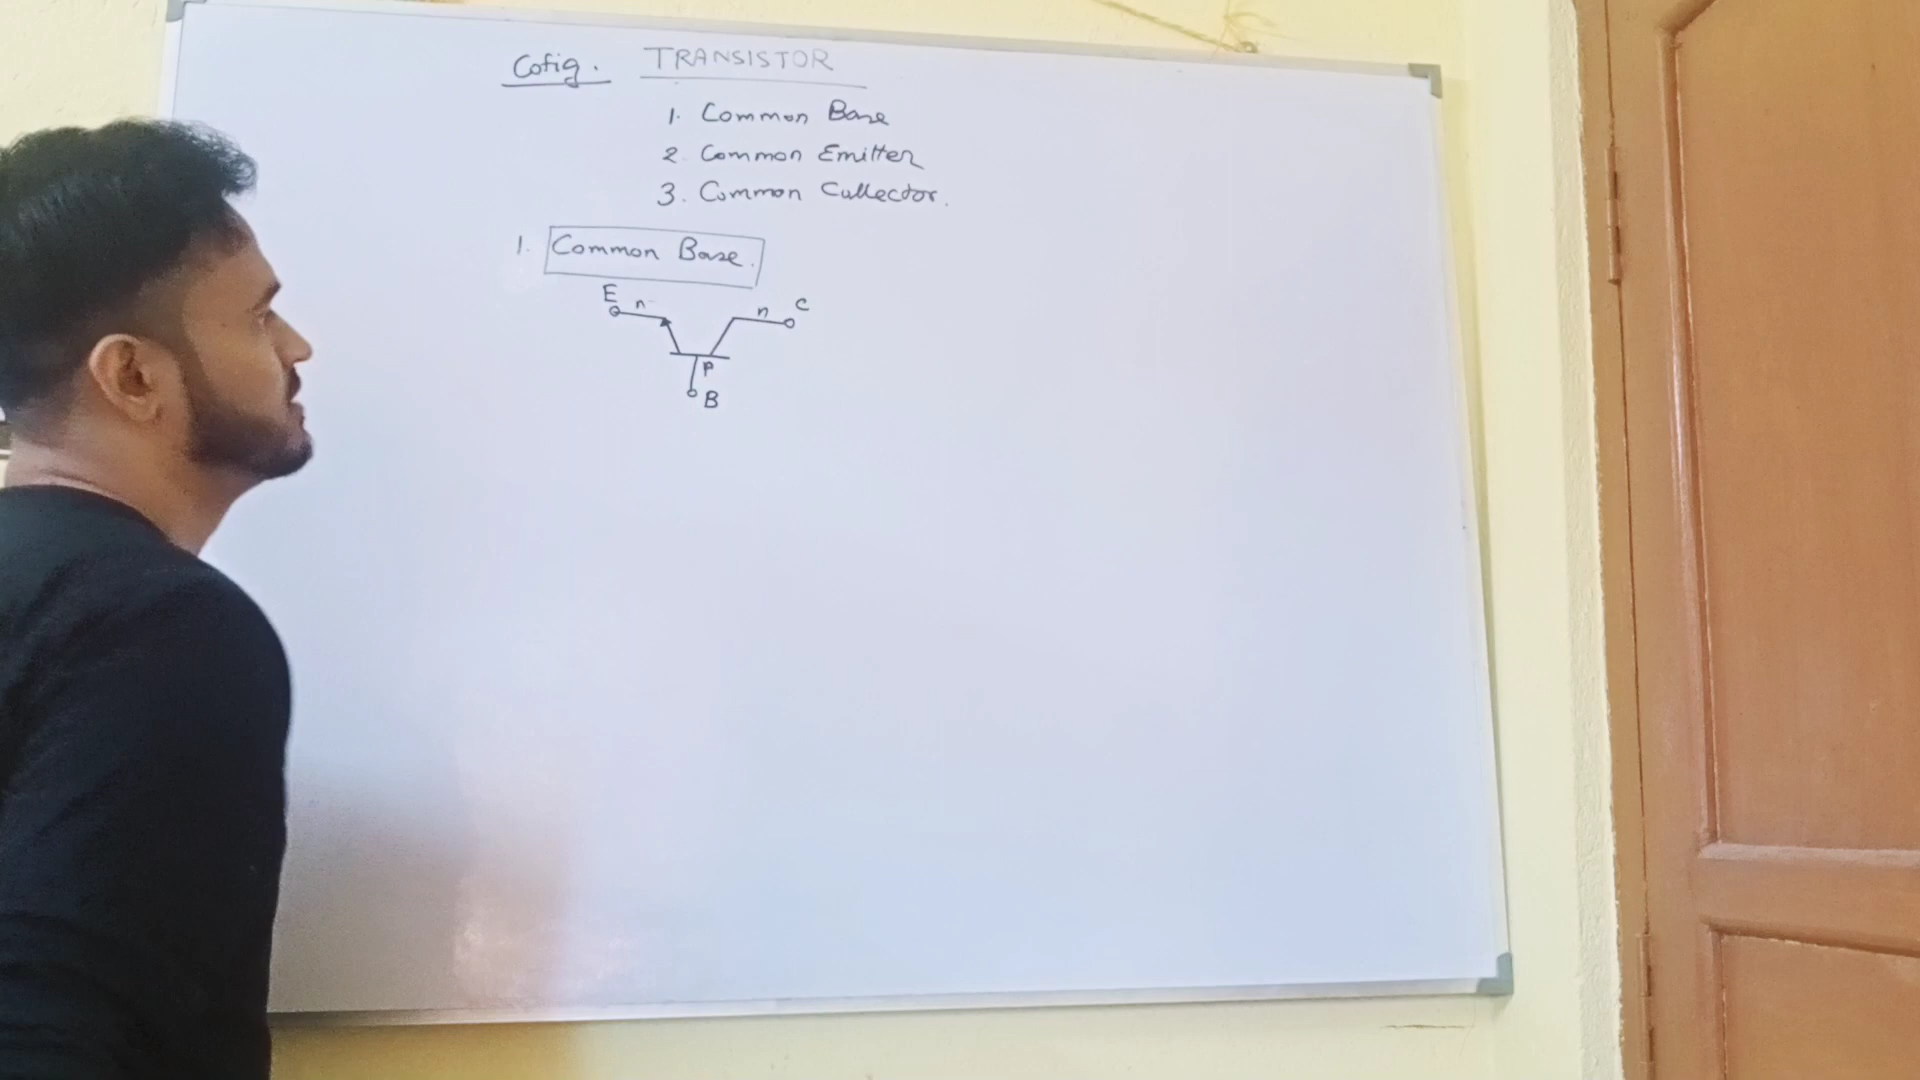 Cofig. TRANSISTOR
1. Common Base
2. Common Emitter
3. Common Cullector.
1. Common Base.
E n n C
P
B